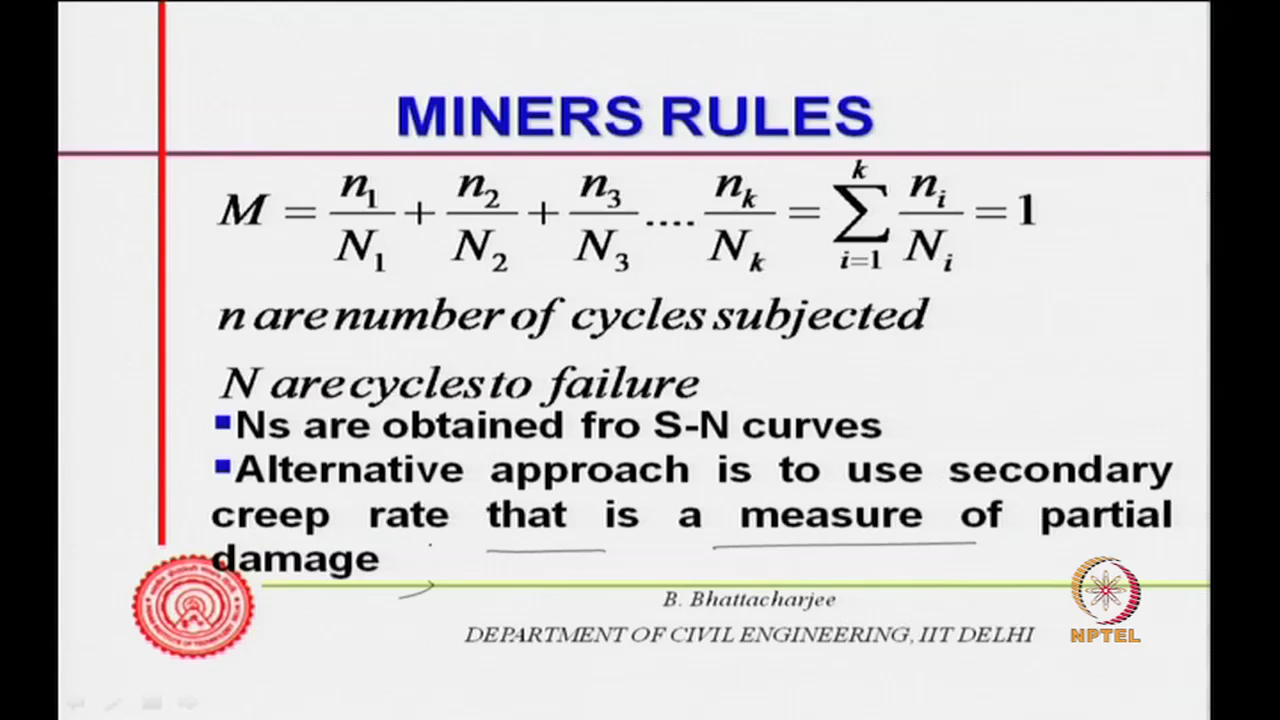 MINERS RULES
M = n1/N1 + n2/N2 + n3/N3 .... nk/Nk = ∑ i=1 k ni/Ni = 1
n are number of cycles subjected
N are cycles to failure
▪Ns are obtained fro S-N curves
▪Alternative approach is to use secondary
creep rate that is a measure of partial
damage
B. Bhattacharjee
DEPARTMENT OF CIVIL ENGINEERING, IIT DELHI
NPTEL